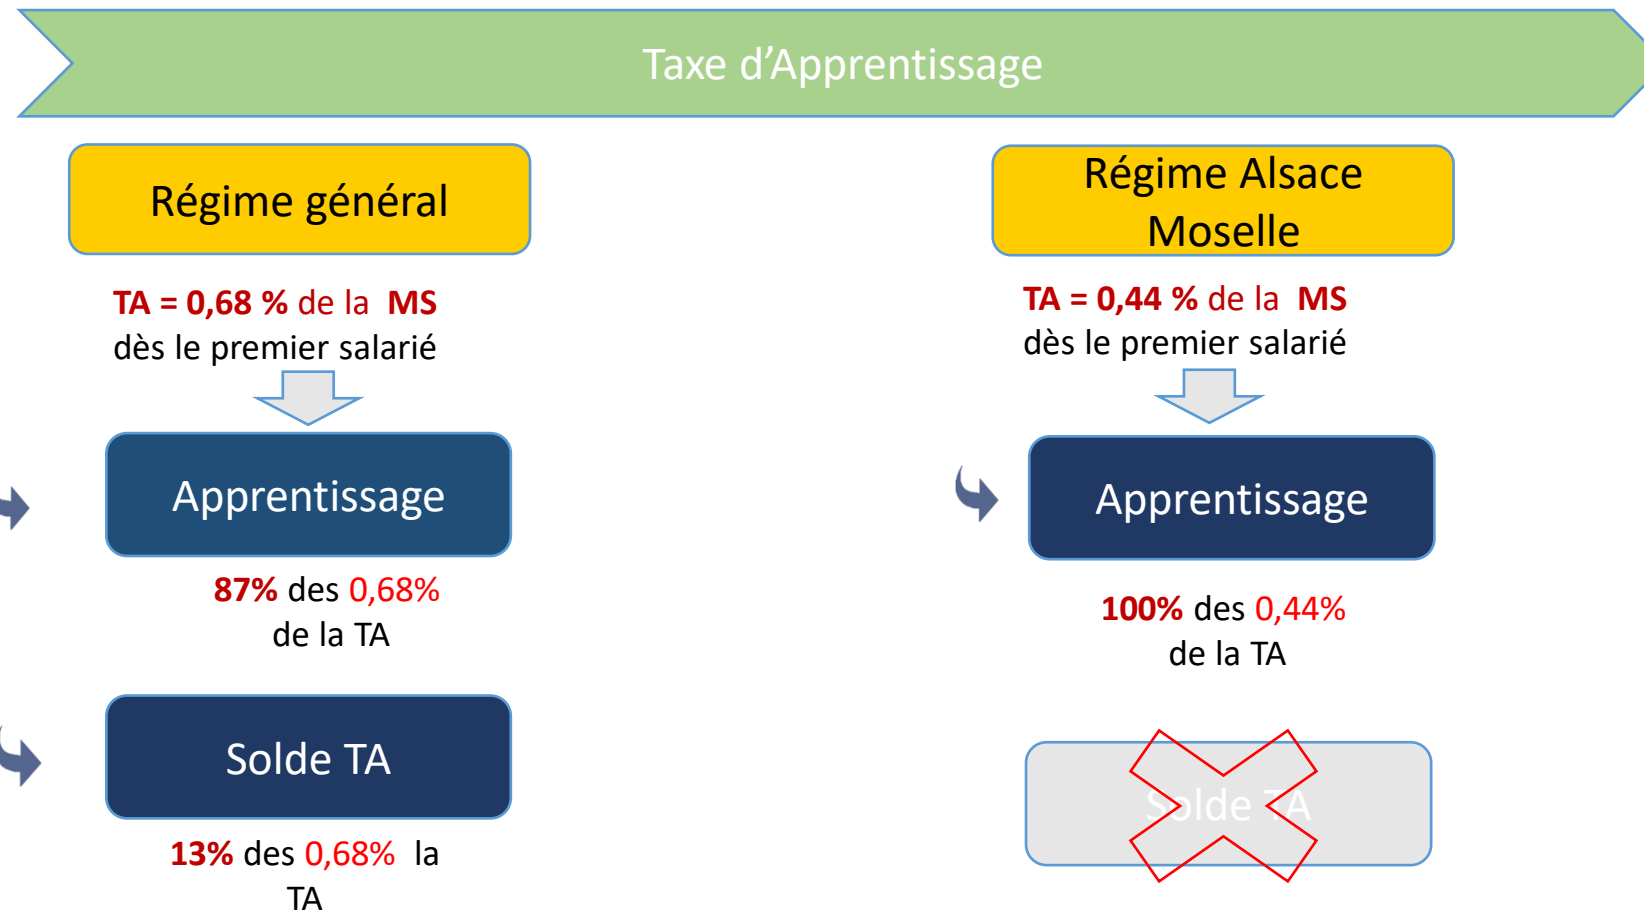 Taxe d’Apprentissage
Régime général
TA = 0,68 % de la MS
dès le premier salarié
Apprentissage
87% des 0,68%
de la TA
Solde TA
13% des 0,68% la
TA
Régime Alsace
Moselle
TA = 0,44 % de la MS
dès le premier salarié
Apprentissage
100% des 0,44%
de la TA
Solde TA